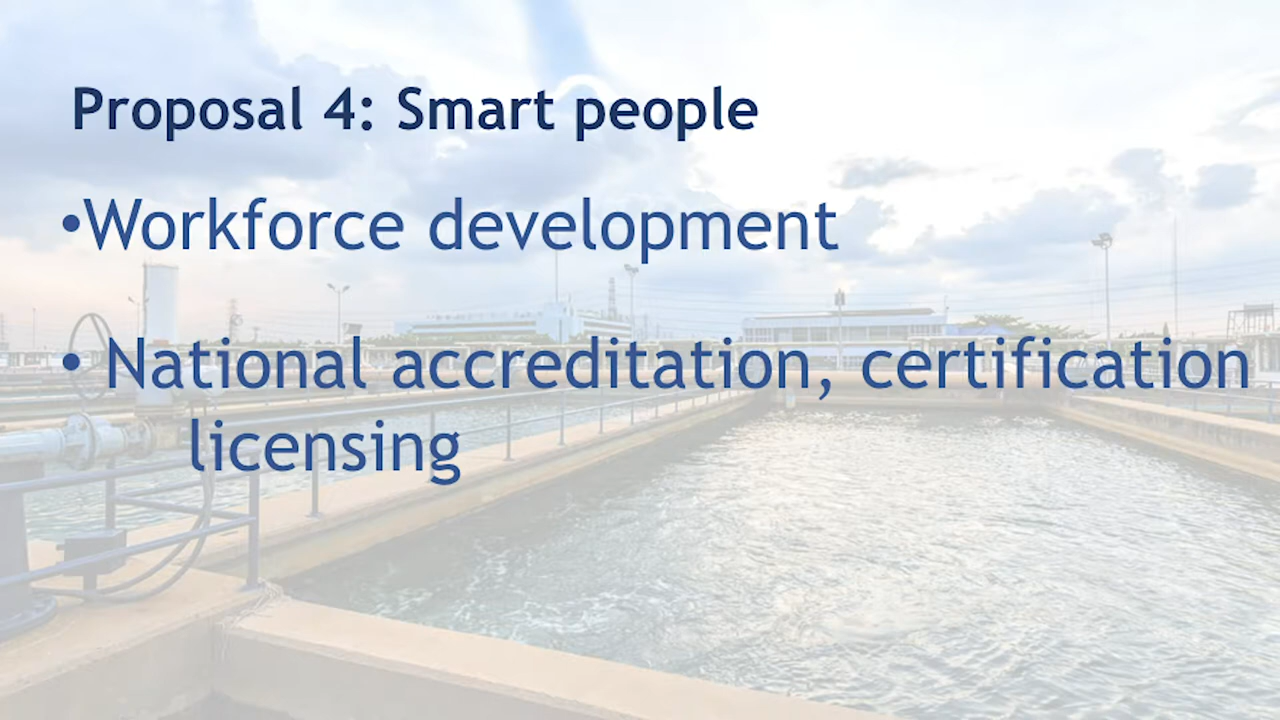 Proposal 4: Smart people
•Workforce development
• National accreditation, certification
licensing